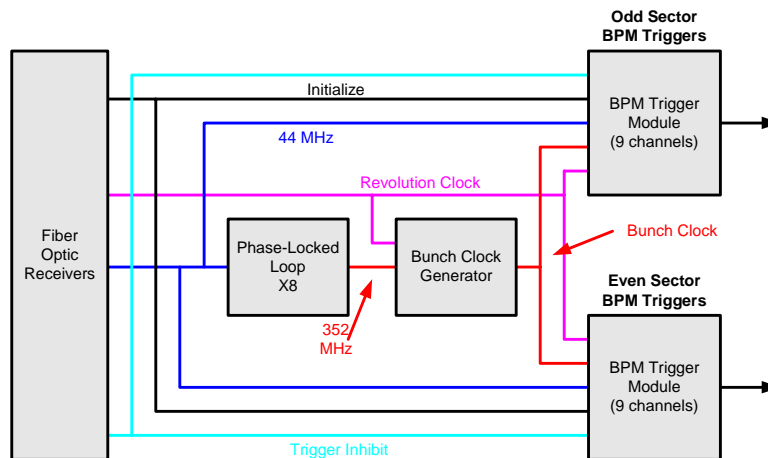 Odd Sector
BPM Triggers
Initialize
BPM Trigger
Module
(9 channels)
44 MHz
Revolution Clock
Fiber
Optic
Receivers
Phase-Locked
Loop
X8
Bunch Clock
Generator
Bunch Clock
352
MHz
Even Sector
BPM Triggers
BPM Trigger
Module
(9 channels)
Trigger Inhibit